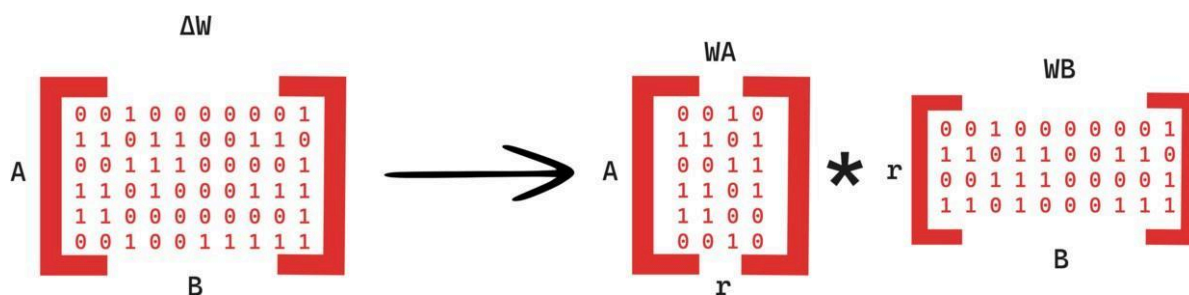 ΔW
A
0 0 1 0 0 0 0 0 0 1
1 1 0 1 1 0 0 1 1 0
0 0 1 1 1 0 0 0 0 1
1 1 0 1 0 0 0 1 1 1
1 1 0 0 0 0 0 0 0 1
0 0 1 0 0 1 1 1 1 1
B
WA
A
0 0 1 0
1 1 0 1
0 0 1 1
1 1 0 1
1 1 0 0
0 0 1 0
r
*
WB
r
0 0 1 0 0 0 0 0 0 1
1 1 0 1 1 0 0 1 1 0
0 0 1 1 1 0 0 0 0 1
1 1 0 1 0 0 0 1 1 1
B